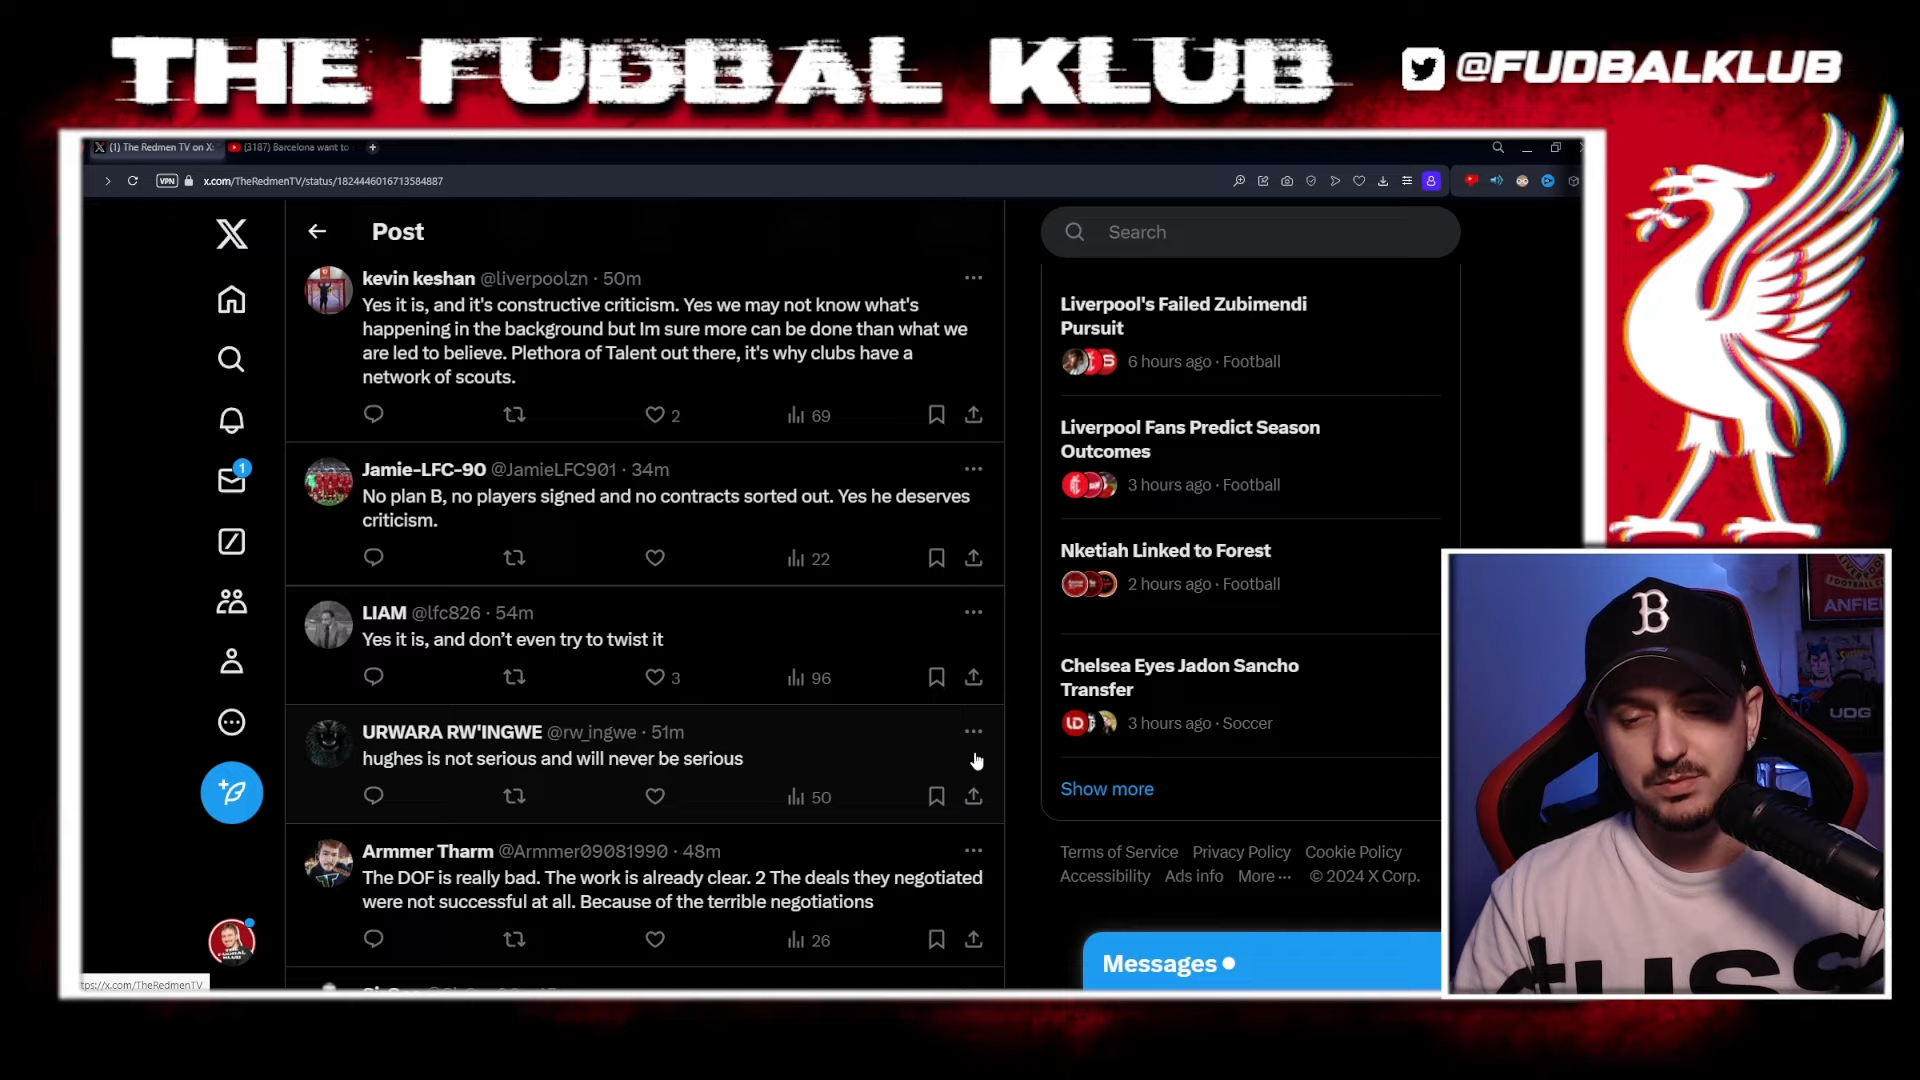 THE FUDBAL KLUB
@FUDBALKLUB
(1) The Redmen TV on X:
(3187) Barcelona want to
VPN
x.com/TheRedmenTV/status/1824446016713584887
Post
Search
kevin keshan @liverpoolzn · 50m
Yes it is, and it's constructive criticism. Yes we may not know what's
happening in the background but Im sure more can be done than what we
are led to believe. Plethora of Talent out there, it's why clubs have a
network of scouts.
2
69
Jamie-LFC-90 @JamieLFC901 · 34m
No plan B, no players signed and no contracts sorted out. Yes he deserves
criticism.
22
LIAM @lfc826 · 54m
Yes it is, and don’t even try to twist it
3
96
URWARA RW'INGWE @rw_ingwe · 51m
hughes is not serious and will never be serious
50
Armmer Tharm @Armmer09081990 · 48m
The DOF is really bad. The work is already clear. 2 The deals they negotiated
were not successful at all. Because of the terrible negotiations
26
1
Liverpool's Failed Zubimendi
Pursuit
6 hours ago · Football
Liverpool Fans Predict Season
Outcomes
3 hours ago · Football
Nketiah Linked to Forest
2 hours ago · Football
Chelsea Eyes Jadon Sancho
Transfer
3 hours ago · Soccer
Show more
Terms of Service Privacy Policy Cookie Policy
Accessibility Ads info More ··· © 2024 X Corp.
Messages
tps://x.com/TheRedmenTV
B
ANFIEL
UDG